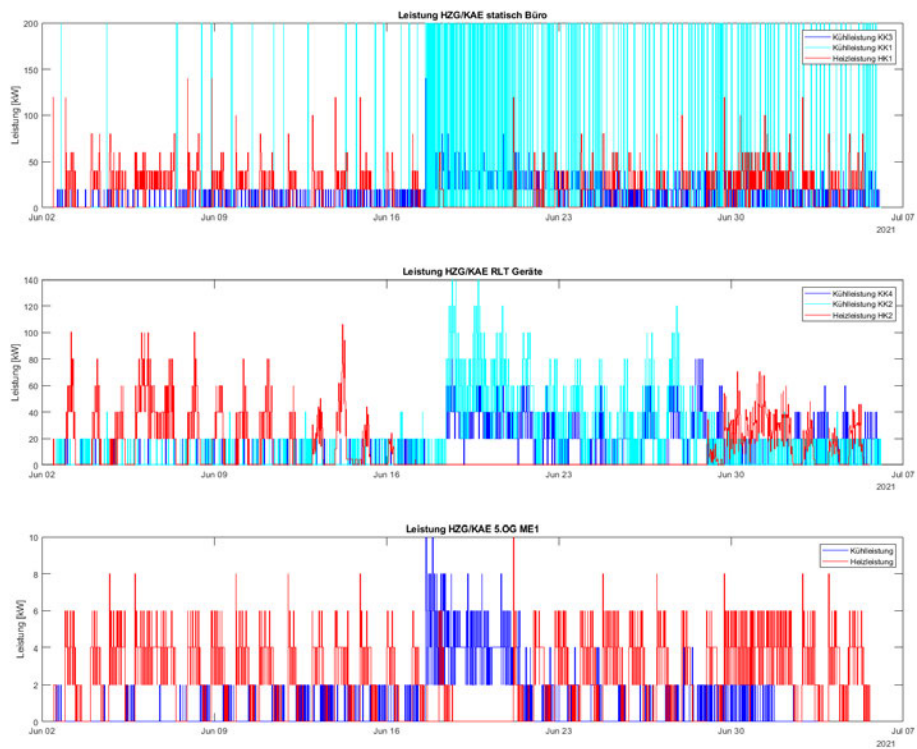 Leistung HZG/KAE statisch Büro
200
150
100
50
0
Leistung [kW]
Kühlleistung KK3
Kühlleistung KK1
Heizleistung HK1
Jun 02
Jun 09
Jun 16
Jun 23
Jun 30
Jul 07
2021
Leistung HZG/KAE RLT Geräte
140
120
100
80
60
40
20
0
Leistung [kW]
Kühlleistung KK4
Kühlleistung KK2
Heizleistung HK2
Jun 02
Jun 09
Jun 16
Jun 23
Jun 30
Jul 07
2021
Leistung HZG/KAE 5.OG ME1
10
8
6
4
2
0
Leistung [kW]
Kühlleistung
Heizleistung
Jun 02
Jun 09
Jun 16
Jun 23
Jun 30
Jul 07
2021